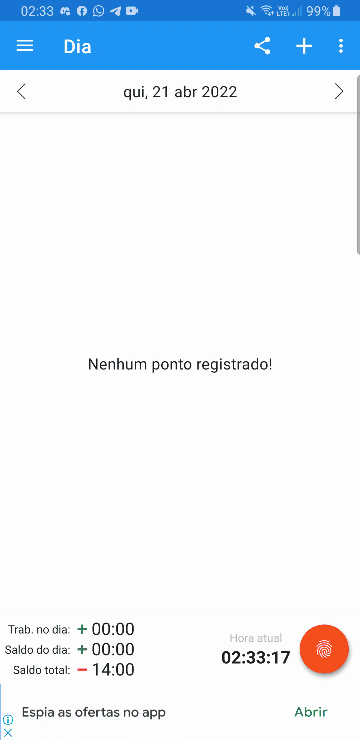 02:33 99%
Dia
qui, 21 abr 2022
Nenhum ponto registrado!
Trab. no dia: + 00:00
Saldo do dia: + 00:00
Saldo total: − 14:00
Hora atual
02:33:17
Espia as ofertas no app
Abrir